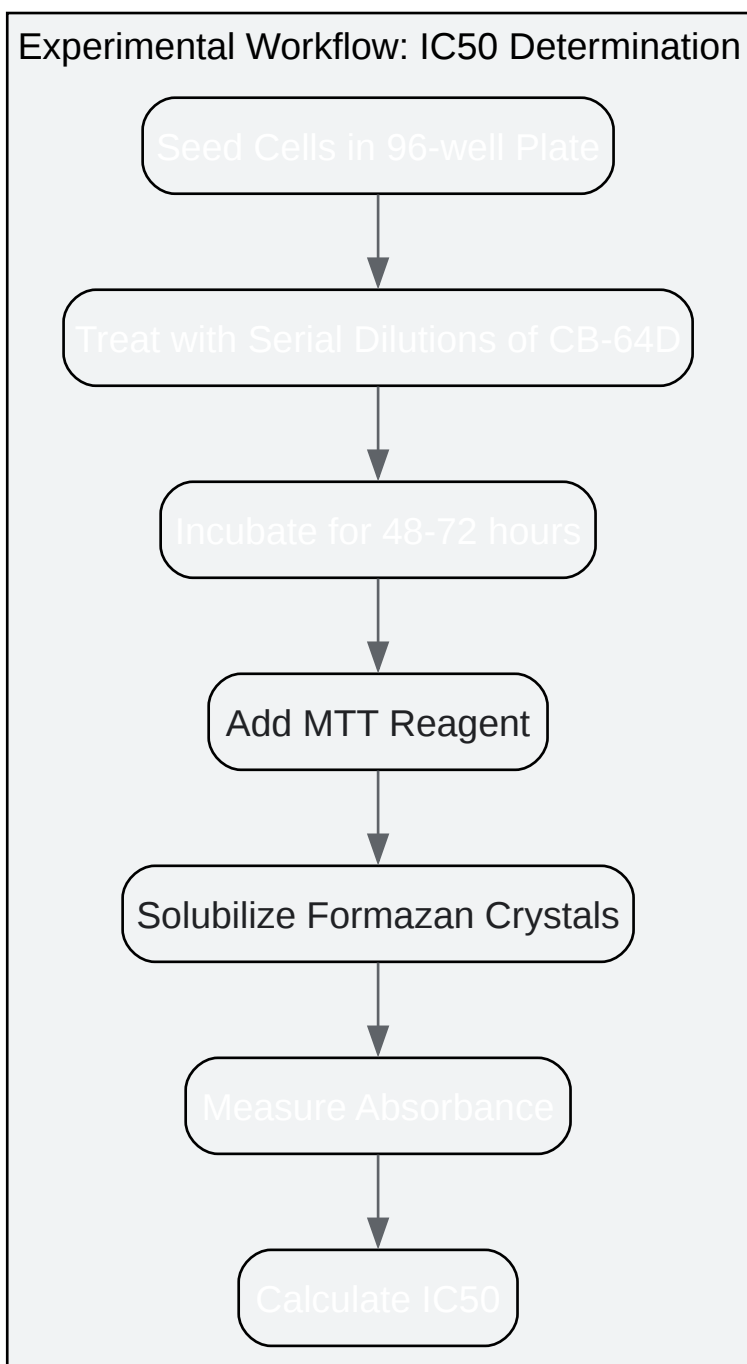 Experimental Workflow: IC50 Determination
Seed Cells in 96-well Plate
Treat with Serial Dilutions of CB-64D
Incubate for 48-72 hours
Add MTT Reagent
Solubilize Formazan Crystals
Measure Absorbance
Calculate IC50